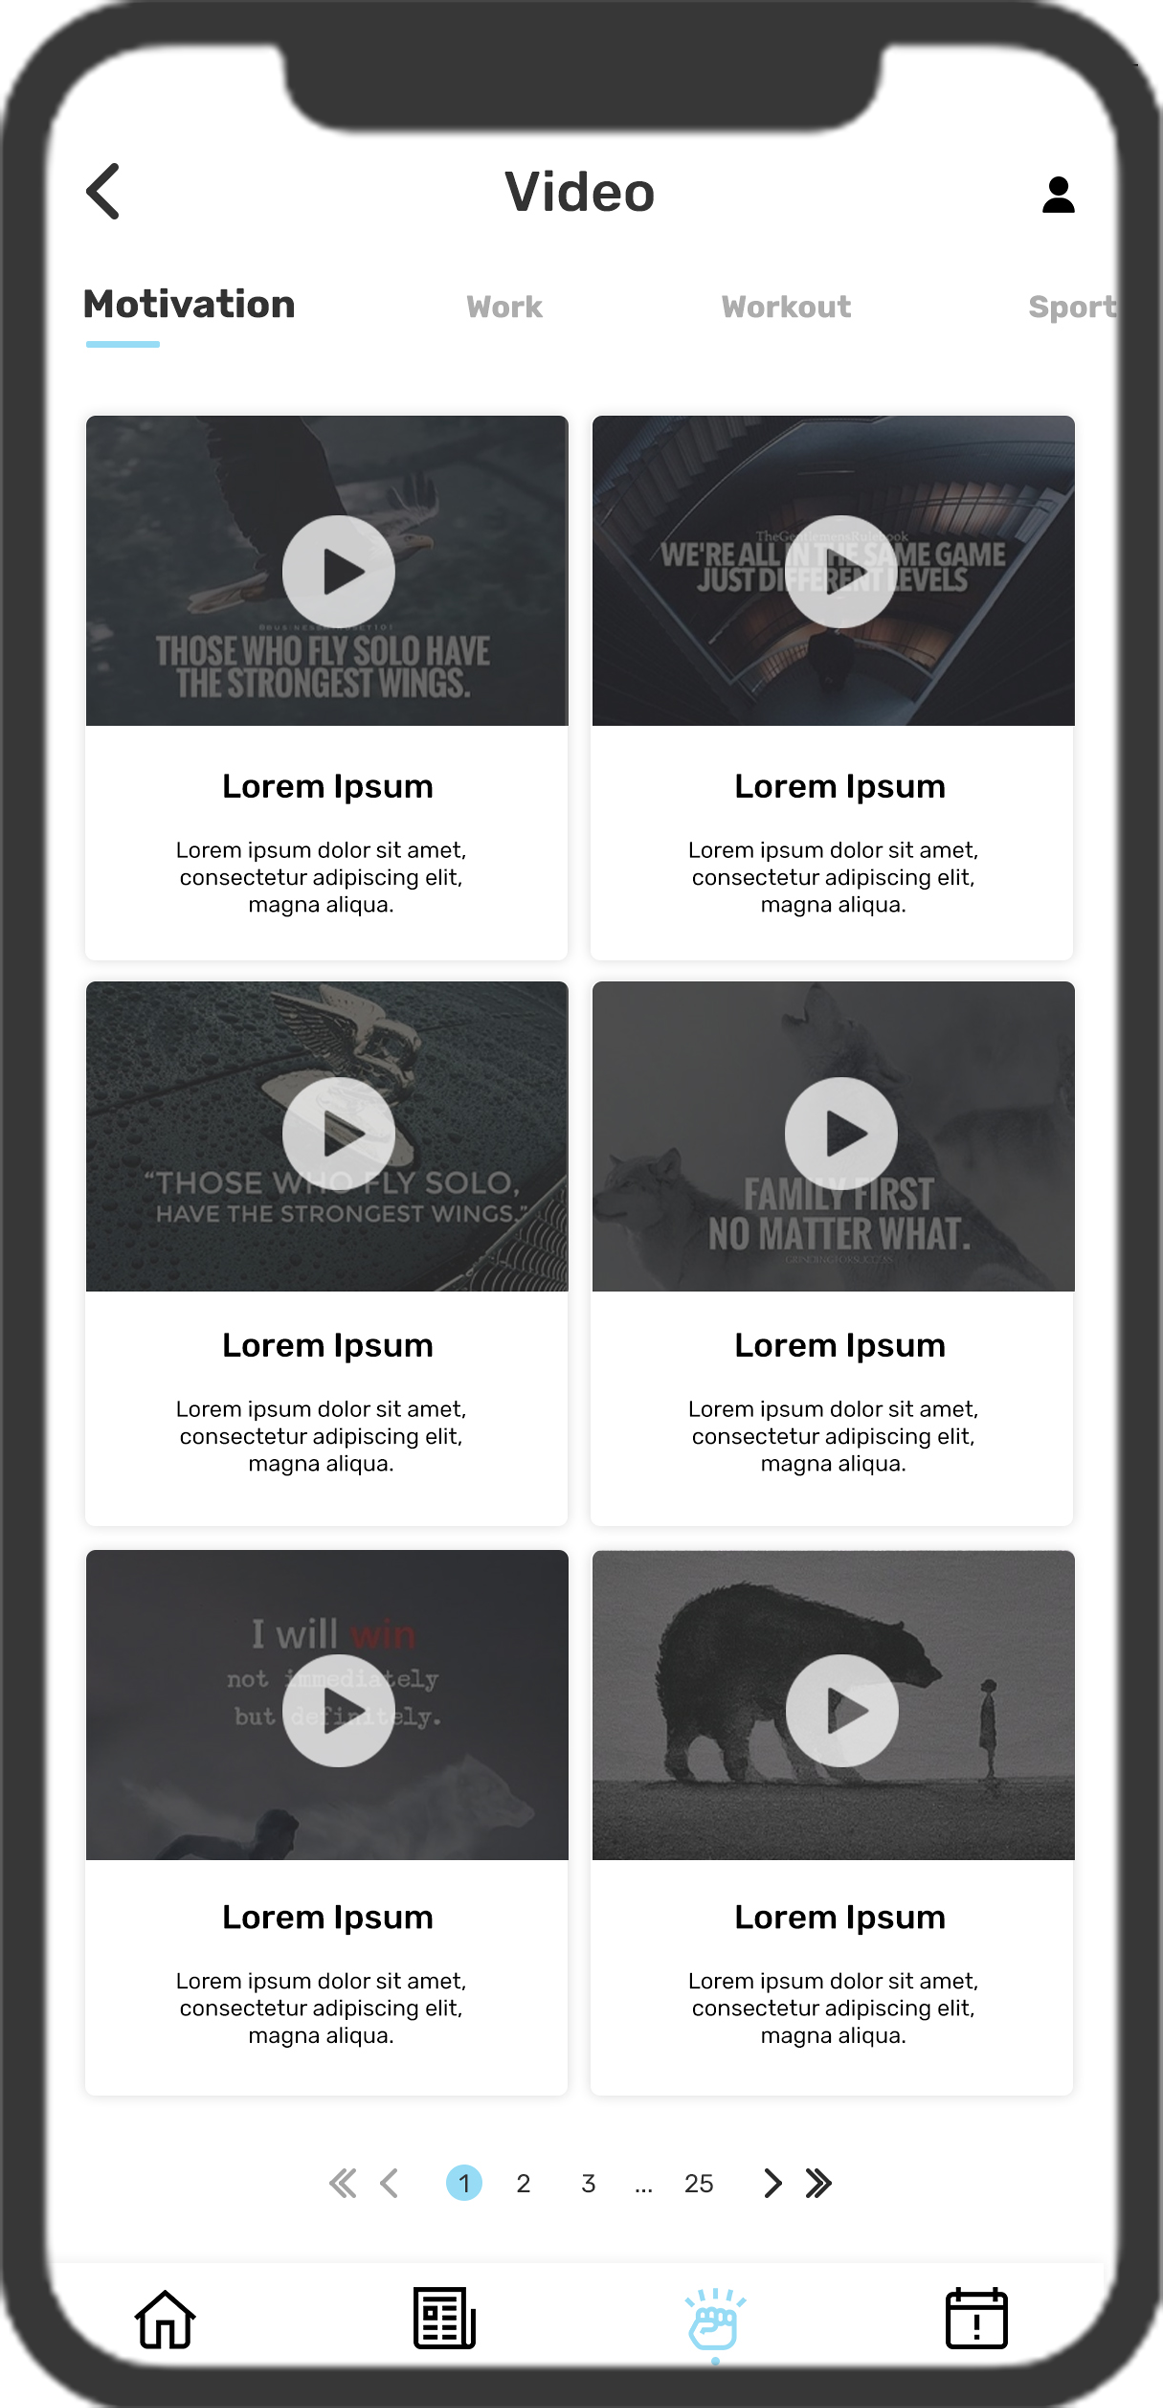 Video
Motivation Work Workout Sport
TheGentlemensRulebook
WE'RE ALL IN THE SAME GAME
JUST DIFFERENT LEVELS
THOSE WHO FLY SOLO HAVE
THE STRONGEST WINGS.
Lorem Ipsum
Lorem ipsum dolor sit amet,
consectetur adipiscing elit,
magna aliqua.
Lorem Ipsum
Lorem ipsum dolor sit amet,
consectetur adipiscing elit,
magna aliqua.
“THOSE WHO FLY SOLO,
HAVE THE STRONGEST WINGS.”
FAMILY FIRST
NO MATTER WHAT.
GRINDINGFORSUCCESS
Lorem Ipsum
Lorem ipsum dolor sit amet,
consectetur adipiscing elit,
magna aliqua.
Lorem Ipsum
Lorem ipsum dolor sit amet,
consectetur adipiscing elit,
magna aliqua.
I will win
not immediately
but definitely.
Lorem Ipsum
Lorem ipsum dolor sit amet,
consectetur adipiscing elit,
magna aliqua.
Lorem Ipsum
Lorem ipsum dolor sit amet,
consectetur adipiscing elit,
magna aliqua.
1 2 3 ... 25